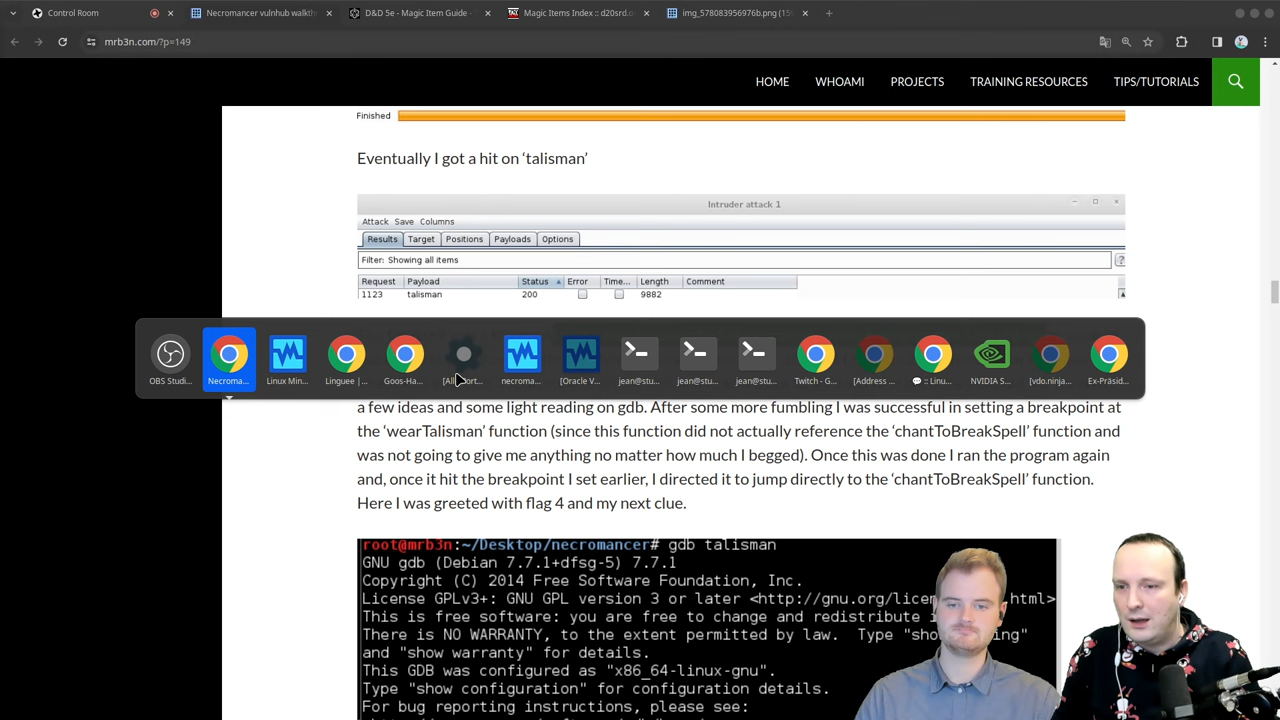 Control Room
Necromancer vulnhub walkth
D&D 5e - Magic Item Guide -
Magic Items Index :: d20srd.o
img_578083956976b.png (15
mrb3n.com/?p=149
HOME
WHOAMI
PROJECTS
TRAINING RESOURCES
TIPS/TUTORIALS
Finished
Eventually I got a hit on ‘talisman’
Intruder attack 1
Attack Save Columns
Results Target Positions Payloads Options
Filter: Showing all items
?
Request Payload Status Error Time... Length Comment
1123 talisman 200 9882
OBS Studi...
Necroma...
Linux Min...
Linguee |...
Goos-Ha...
necroma...
[Oracle V...
jean@stu...
jean@stu...
jean@stu...
Twitch - G...
[Address ...
:: Linu...
NVIDIA S...
[vdo.ninja...
Ex-Präsid...
a few ideas and some light reading on gdb. After some more fumbling I was successful in setting a breakpoint at
the ‘wearTalisman’ function (since this function did not actually reference the ‘chantToBreakSpell’ function and
was not going to give me anything no matter how much I begged). Once this was done I ran the program again
and, once it hit the breakpoint I set earlier, I directed it to jump directly to the ‘chantToBreakSpell’ function.
Here I was greeted with flag 4 and my next clue.
root@mrb3n:~/Desktop/necromancer# gdb talisman
GNU gdb (Debian 7.7.1+dfsg-5) 7.7.1
Copyright (C) 2014 Free Software Foundation, Inc.
License GPLv3+: GNU GPL version 3 or later <http://gnu.org/licen html>
This is free software: you are free to change and redistribute i
There is NO WARRANTY, to the extent permitted by law. Type "show ing"
and "show warranty" for details.
This GDB was configured as "x86_64-linux-gnu".
Type "show configuration" for configuration details.
For bug reporting instructions, please see: